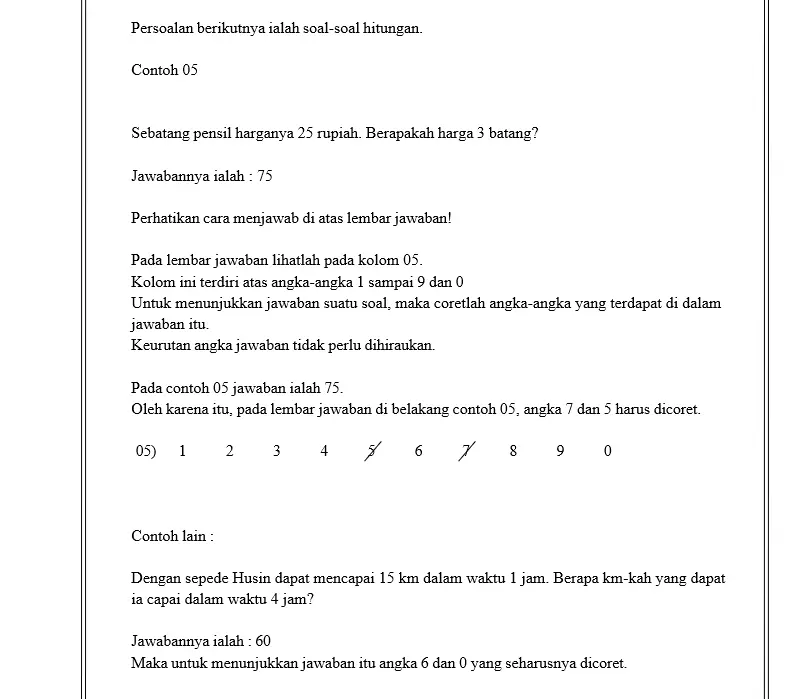 Persoalan berikutnya ialah soal-soal hitungan.
Contoh 05
Sebatang pensil harganya 25 rupiah. Berapakah harga 3 batang?
Jawabannya ialah : 75
Perhatikan cara menjawab di atas lembar jawaban!
Pada lembar jawaban lihatlah pada kolom 05.
Kolom ini terdiri atas angka-angka 1 sampai 9 dan 0
Untuk menunjukkan jawaban suatu soal, maka coretlah angka-angka yang terdapat di dalam
jawaban itu.
Keurutan angka jawaban tidak perlu dihiraukan.
Pada contoh 05 jawaban ialah 75.
Oleh karena itu, pada lembar jawaban di belakang contoh 05, angka 7 dan 5 harus dicoret.
05) 1 2 3 4 5 6 7 8 9 0
Contoh lain :
Dengan sepede Husin dapat mencapai 15 km dalam waktu 1 jam. Berapa km-kah yang dapat
ia capai dalam waktu 4 jam?
Jawabannya ialah : 60
Maka untuk menunjukkan jawaban itu angka 6 dan 0 yang seharusnya dicoret.